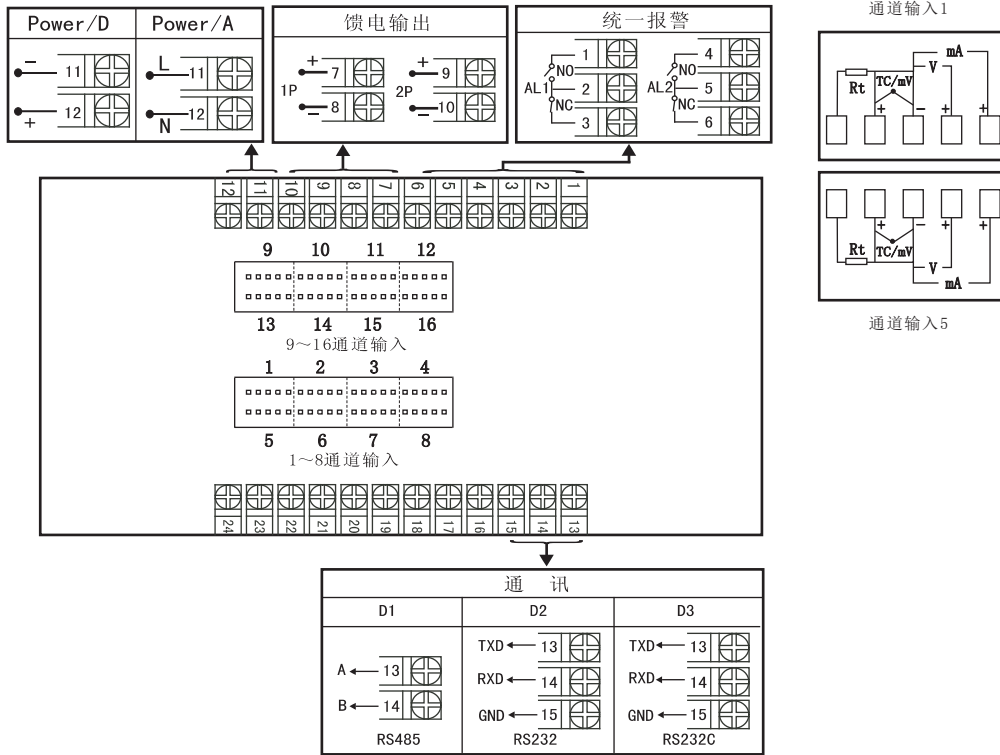 Power/D Power/A
− 11 L 11
+ 12 N 12
馈电输出
1P + 7 − 8
2P + 9 − 10
统一报警
AL1 1 NO 2 NC 3
AL2 4 NO 5 NC 6
通道输入1
mA
V
Rt TC/mV
+ − + +
+ − + +
Rt TC/mV
V
mA
通道输入5
12 11 10 9 8 7 6 5 4 3 2 1
9 10 11 12
13 14 15 16
9～16通道输入
1 2 3 4
5 6 7 8
1～8通道输入
24 23 22 21 20 19 18 17 16 15 14 13
通 讯
D1 D2 D3
A 13
B 14
RS485
TXD 13
RXD 14
GND 15
RS232
TXD 13
RXD 14
GND 15
RS232C